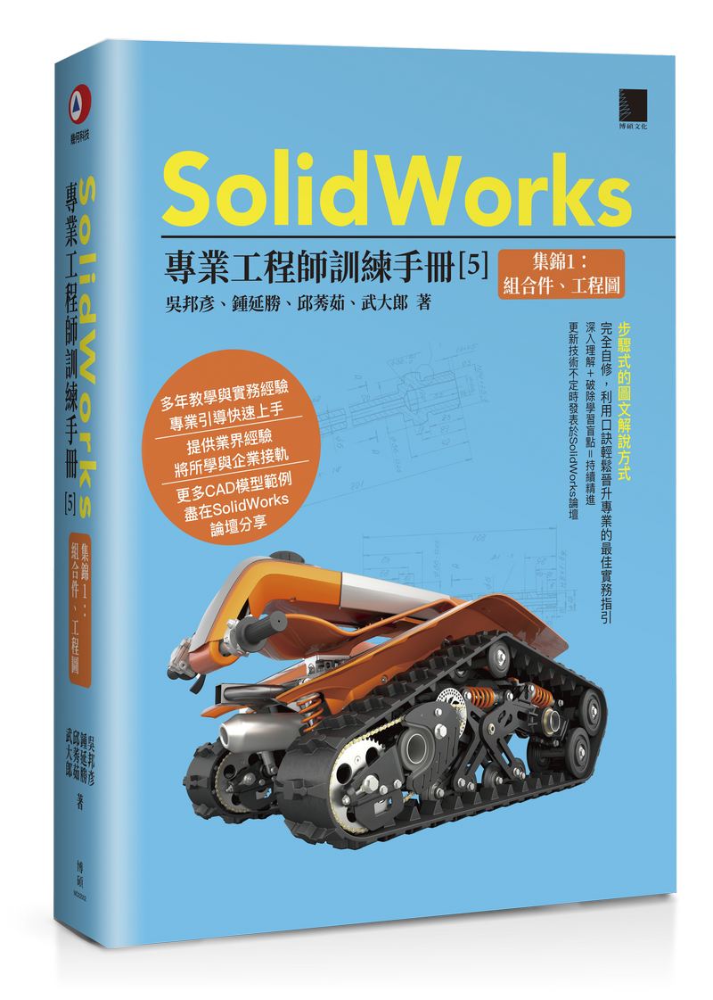 幾何科技
SolidWorks
專業工程師訓練手冊[5]
集錦1：
組合件、工程圖
吳邦彥
鍾延勝
邱莠茹
武大郎
著
博碩
博碩文化
SolidWorks
專業工程師訓練手冊[5]
集錦1：
組合件、工程圖
吳邦彥、鍾延勝、邱莠茹、武大郎 著
步驟式的圖文解說方式
完全自修，利用口訣輕鬆晉升專業的最佳實務指引
深入理解＋破除學習盲點＝持續精進
更新技術不定時發表於SolidWorks論壇
多年教學與實務經驗
專業引導快速上手
提供業界經驗
將所學與企業接軌
更多CAD模型範例
盡在SolidWorks
論壇分享
108